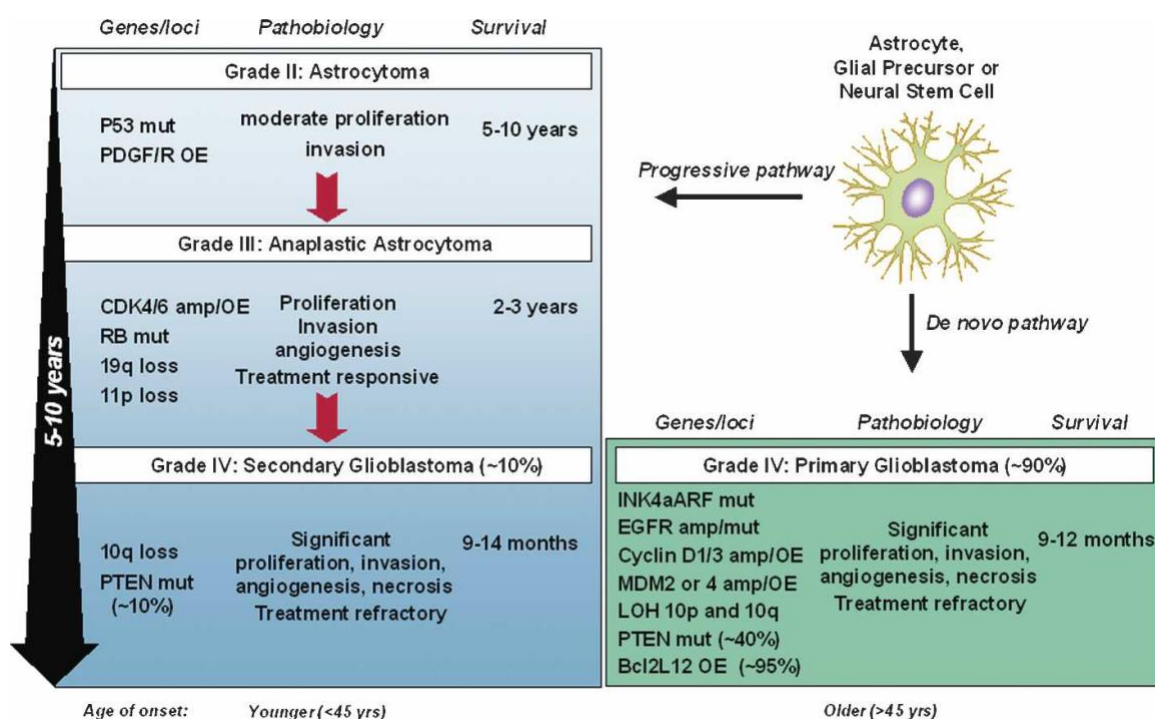 Genes/loci Pathobiology Survival
Grade II: Astrocytoma
P53 mut
PDGF/R OE
moderate proliferation
invasion
5-10 years
Grade III: Anaplastic Astrocytoma
CDK4/6 amp/OE
RB mut
19q loss
11p loss
Proliferation
Invasion
angiogenesis
Treatment responsive
2-3 years
Grade IV: Secondary Glioblastoma (~10%)
10q loss
PTEN mut
(~10%)
Significant
proliferation, invasion,
angiogenesis, necrosis
Treatment refractory
9-14 months
5-10 years
Astrocyte,
Glial Precursor or
Neural Stem Cell
Progressive pathway
De novo pathway
Genes/loci Pathobiology Survival
Grade IV: Primary Glioblastoma (~90%)
INK4aARF mut
EGFR amp/mut
Cyclin D1/3 amp/OE
MDM2 or 4 amp/OE
LOH 10p and 10q
PTEN mut (~40%)
Bcl2L12 OE (~95%)
Significant
proliferation, invasion,
angiogenesis, necrosis
Treatment refractory
9-12 months
Age of onset: Younger (<45 yrs) Older (>45 yrs)